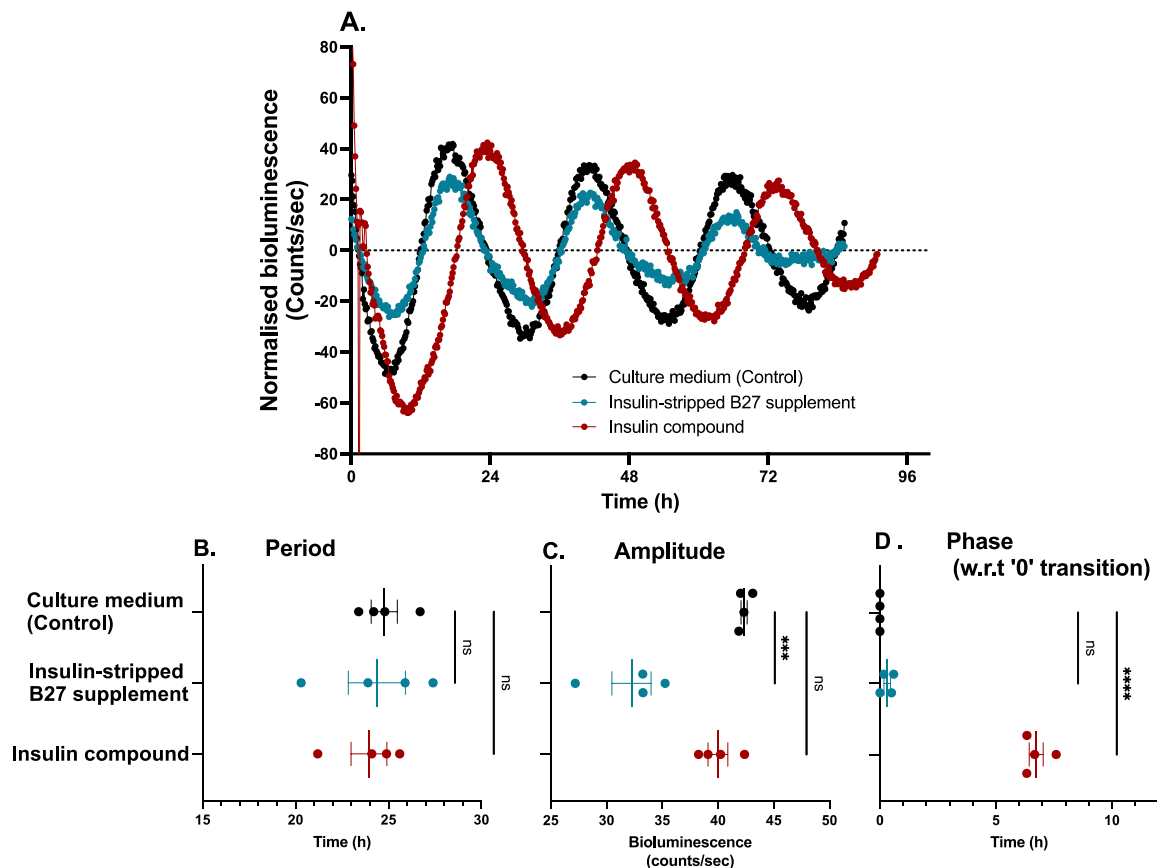 A.
Normalised bioluminescence
(Counts/sec)
80
60
40
20
0
-20
-40
-60
-80
Culture medium (Control)
Insulin-stripped B27 supplement
Insulin compound
0 24 48 72 96
Time (h)
B. Period
C. Amplitude
D . Phase
(w.r.t '0' transition)
Culture medium
(Control)
Insulin-stripped
B27 supplement
Insulin compound
ns
ns
***
ns
ns
****
15 20 25 30
Time (h)
25 30 35 40 45 50
Bioluminescence
(counts/sec)
0 5 10
Time (h)